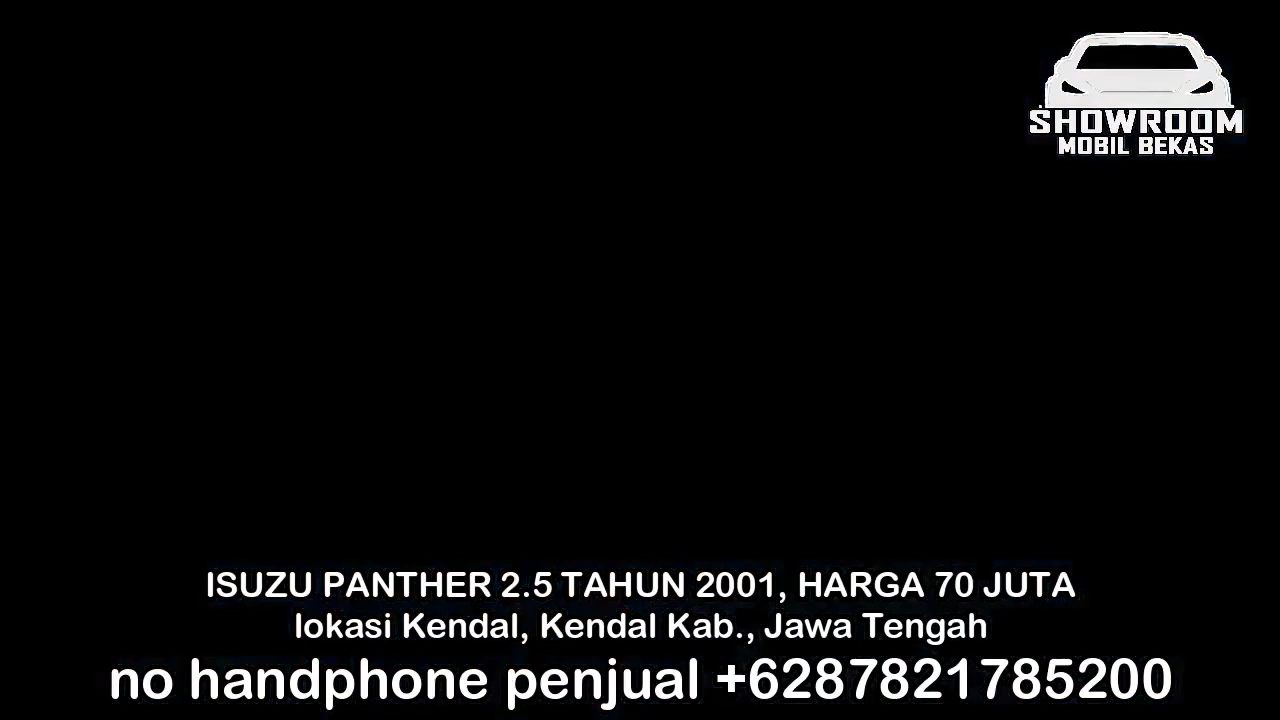 SHOWROOM
MOBIL BEKAS
ISUZU PANTHER 2.5 TAHUN 2001, HARGA 70 JUTA
lokasi Kendal, Kendal Kab., Jawa Tengah
no handphone penjual +6287821785200